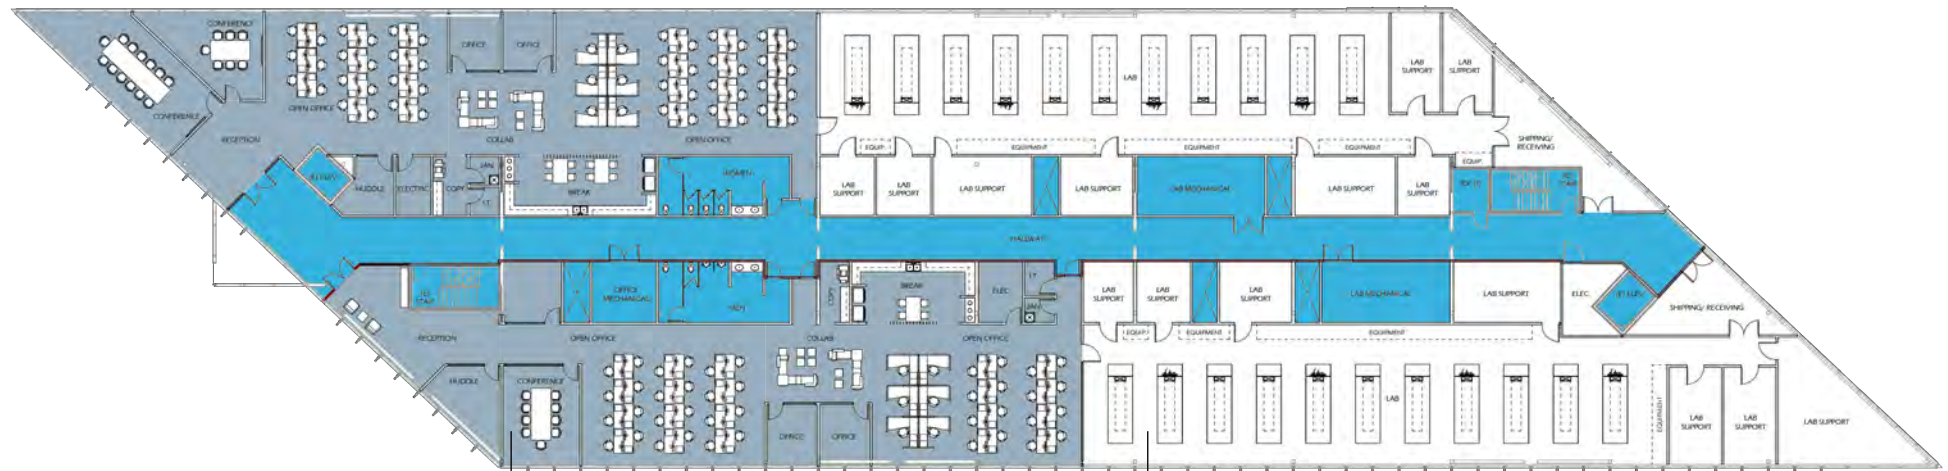 CONFERENCE
OFFICE
OFFICE
LAB
SUPPORT
LAB
SUPPORT
LAB
OPEN OFFICE
CONFERENCE
RECEPTION
COLLAB
OPEN OFFICE
SHIPPING/
RECEIVING
EQUIP.
EQUIPMENT
EQUIPMENT
EQUIPMENT
EQUIP.
HUDDLE
ELECTRIC
COPY
JAN.
I.T.
BREAK
WOMEN
LAB
SUPPORT
LAB
SUPPORT
LAB SUPPORT
LAB SUPPORT
LAB MECHANICAL
LAB SUPPORT
LAB
SUPPORT
HALLWAY
OFFICE
MECHANICAL
COPY
BREAK
ELEC.
I.T.
JAN.
LAB
SUPPORT
LAB
SUPPORT
LAB
SUPPORT
LAB MECHANICAL
LAB SUPPORT
ELEC.
SHIPPING/ RECEIVING
RECEPTION
OPEN OFFICE
COLLAB
OPEN OFFICE
EQUIP.
EQUIPMENT
EQUIPMENT
HUDDLE
CONFERENCE
OFFICE
OFFICE
LAB
EQUIPMENT
LAB
SUPPORT
LAB
SUPPORT
LAB SUPPORT